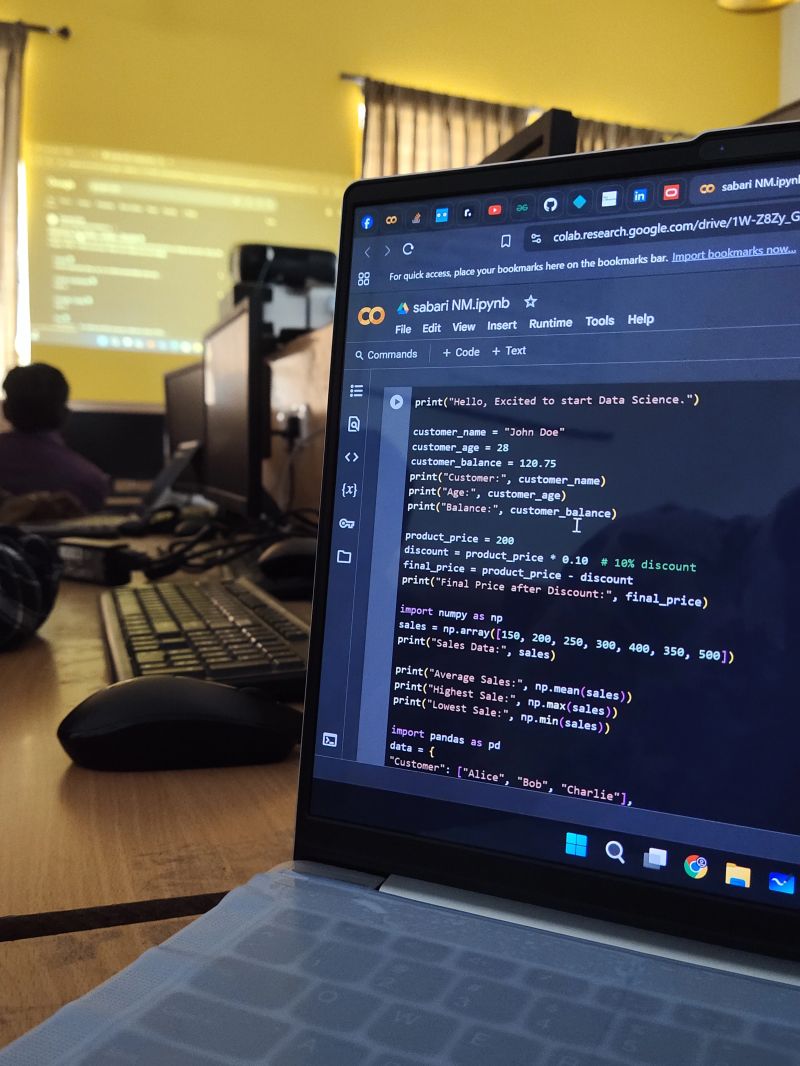 sabari NM.ipynb
colab.research.google.com/drive/1W-Z8Zy_G
For quick access, place your bookmarks here on the bookmarks bar. Import bookmarks now...
sabari NM.ipynb
File Edit View Insert Runtime Tools Help
Commands + Code + Text
print("Hello, Excited to start Data Science.")
customer_name = "John Doe"
customer_age = 28
customer_balance = 120.75
print("Customer:", customer_name)
print("Age:", customer_age)
print("Balance:", customer_balance)
product_price = 200
discount = product_price * 0.10 # 10% discount
final_price = product_price - discount
print("Final Price after Discount:", final_price)
import numpy as np
sales = np.array([150, 200, 250, 300, 400, 350, 500])
print("Sales Data:", sales)
print("Average Sales:", np.mean(sales))
print("Highest Sale:", np.max(sales))
print("Lowest Sale:", np.min(sales))
import pandas as pd
data = {
"Customer": ["Alice", "Bob", "Charlie"],